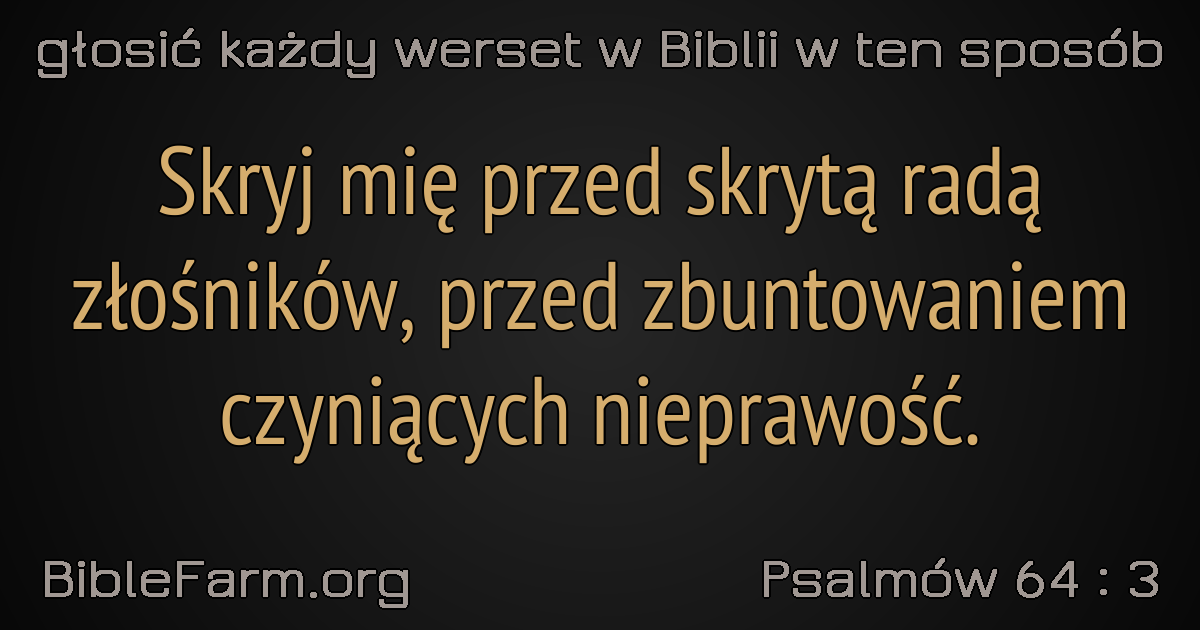 głosić każdy werset w Biblii w ten sposób
Skryj mię przed skrytą radą
złośników, przed zbuntowaniem
czyniących nieprawość.
BibleFarm.org
Psalmów 64 : 3